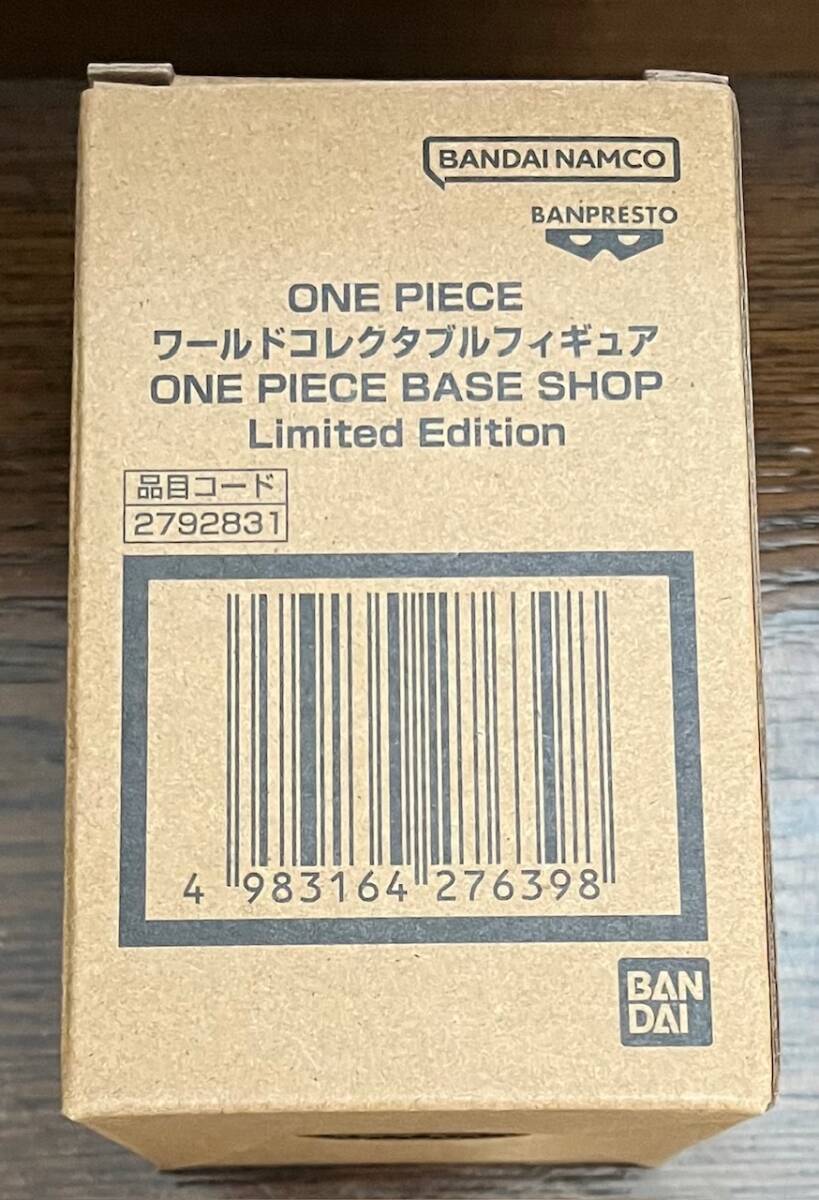 BANDAI NAMCO
BANPRESTO
ONE PIECE
ワールドコレクタブルフィギュア
ONE PIECE BASE SHOP
Limited Edition
品目コード
2792831
4 983164 276398
BAN
DAI